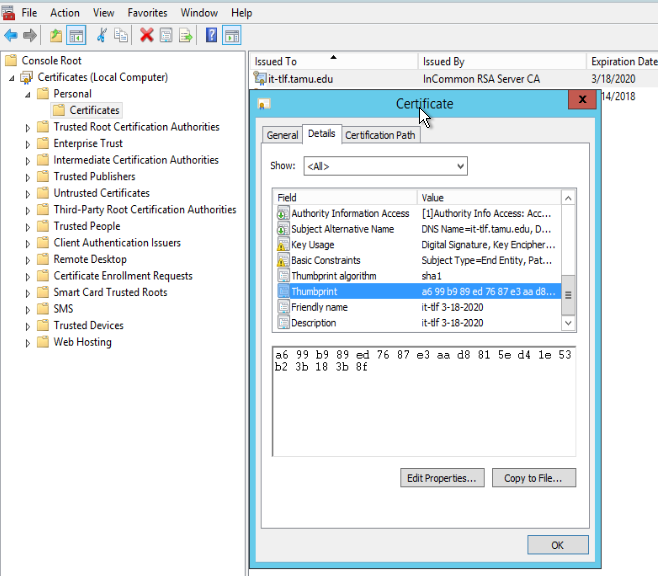 File Action View Favorites Window Help
Console Root
Certificates (Local Computer)
Personal
Certificates
Trusted Root Certification Authorities
Enterprise Trust
Intermediate Certification Authorities
Trusted Publishers
Untrusted Certificates
Third-Party Root Certification Authorities
Trusted People
Client Authentication Issuers
Remote Desktop
Certificate Enrollment Requests
Smart Card Trusted Roots
SMS
Trusted Devices
Web Hosting
Issued To Issued By Expiration Date
it-tlf.tamu.edu InCommon RSA Server CA 3/18/2020
14/2018
Certificate
x
General Details Certification Path
Show: <All>
Field Value
Authority Information Access [1]Authority Info Access: Acc...
Subject Alternative Name DNS Name=it-tlf.tamu.edu, D...
Key Usage Digital Signature, Key Encipher...
Basic Constraints Subject Type=End Entity, Pat...
Thumbprint algorithm sha1
Thumbprint a6 99 b9 89 ed 76 87 e3 aa d8...
Friendly name it-tlf 3-18-2020
Description it-tlf 3-18-2020
a6 99 b9 89 ed 76 87 e3 aa d8 81 5e d4 1e 53
b2 3b 18 3b 8f
Edit Properties... Copy to File...
OK